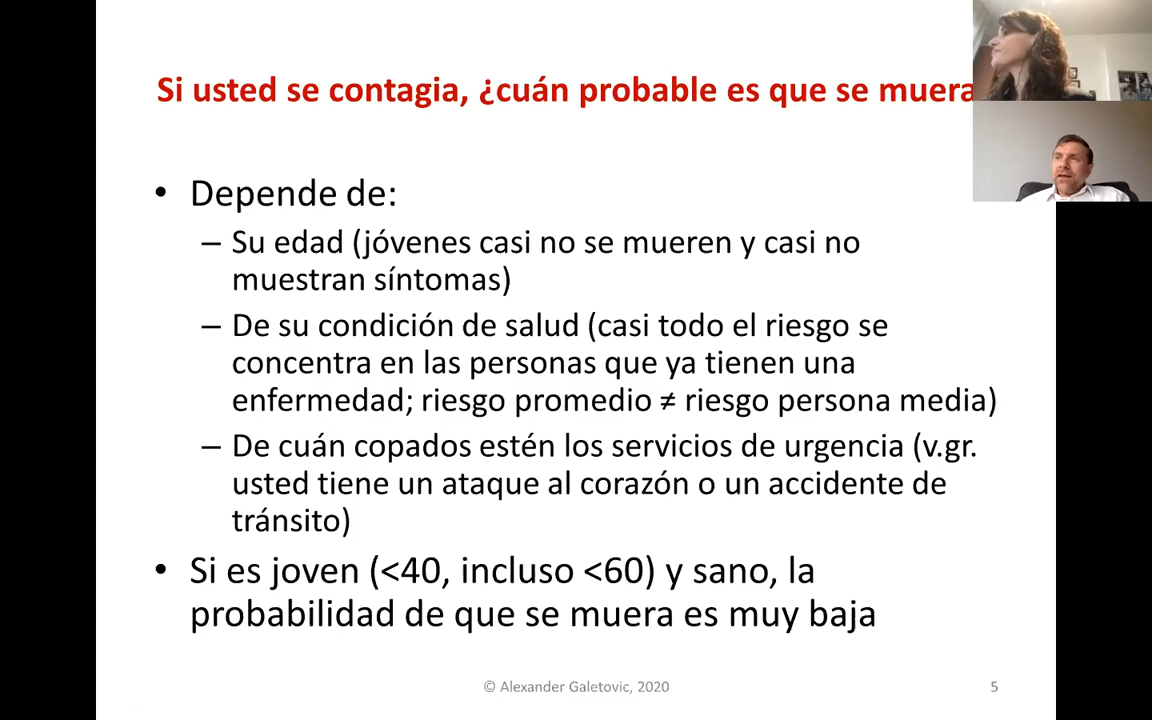 Si usted se contagia, ¿cuán probable es que se muera
• Depende de:
– Su edad (jóvenes casi no se mueren y casi no
muestran síntomas)
– De su condición de salud (casi todo el riesgo se
concentra en las personas que ya tienen una
enfermedad; riesgo promedio ≠ riesgo persona media)
– De cuán copados estén los servicios de urgencia (v.gr.
usted tiene un ataque al corazón o un accidente de
tránsito)
• Si es joven (<40, incluso <60) y sano, la
probabilidad de que se muera es muy baja
© Alexander Galetovic, 2020
5